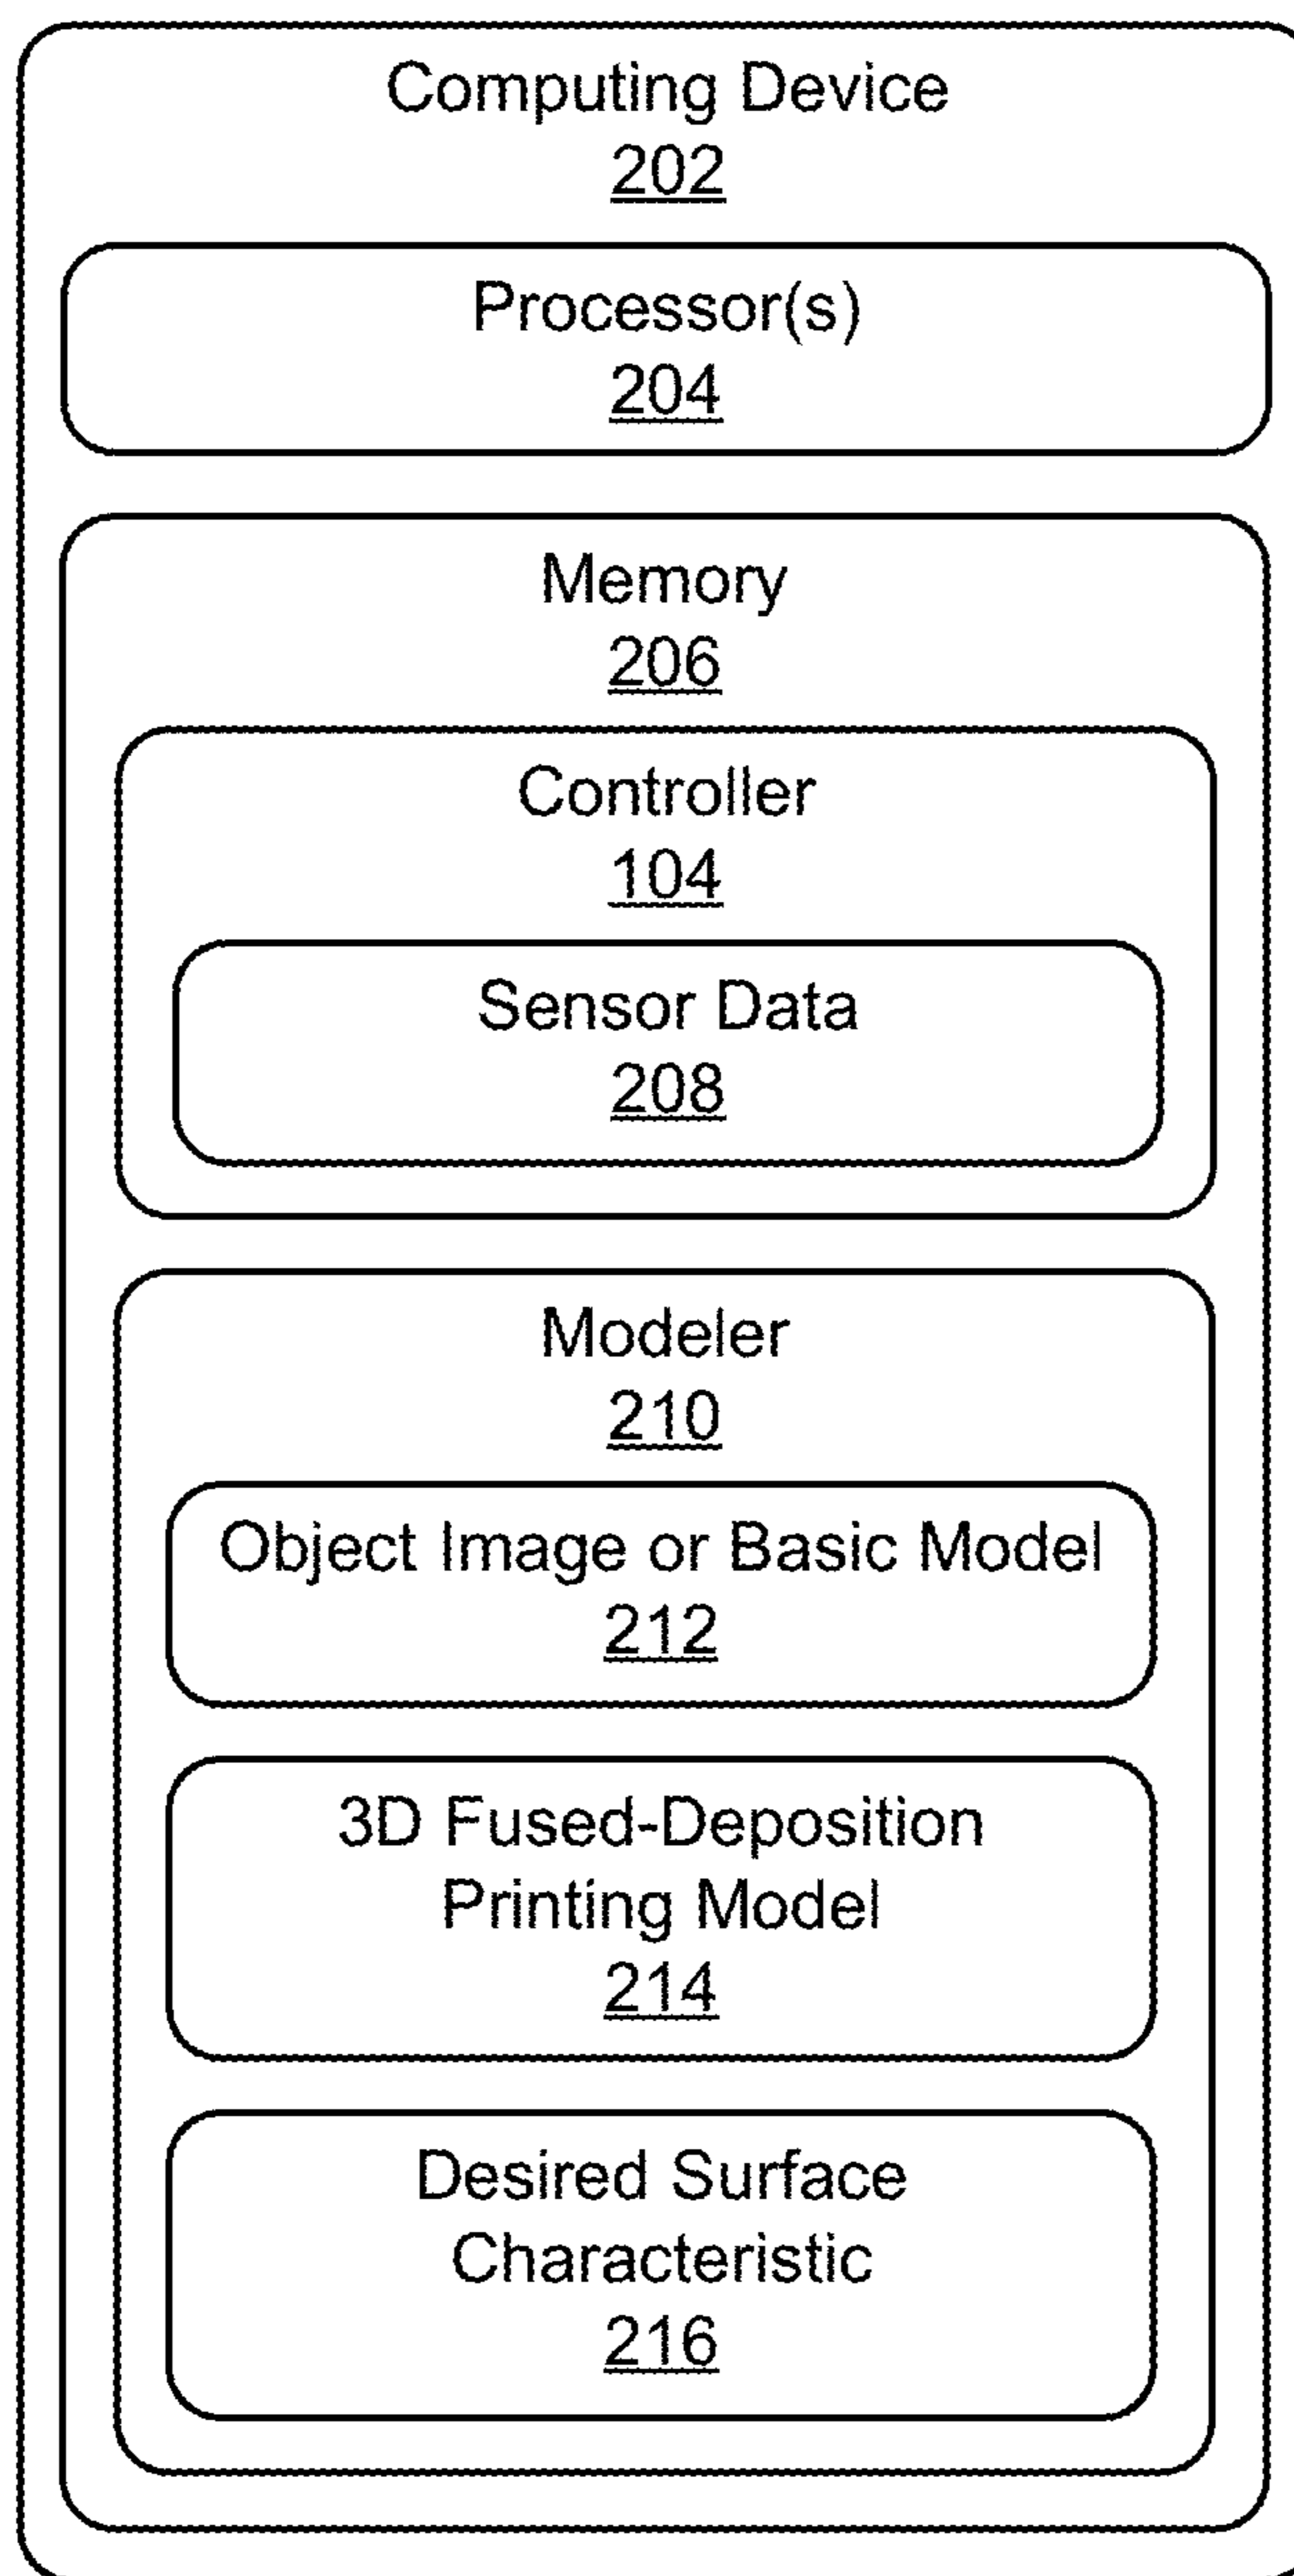 Computing Device
202
Processor(s)
204
Memory
206
Controller
104
Sensor Data
208
Modeler
210
Object Image or Basic Model
212
3D Fused-Deposition
Printing Model
214
Desired Surface
Characteristic
216